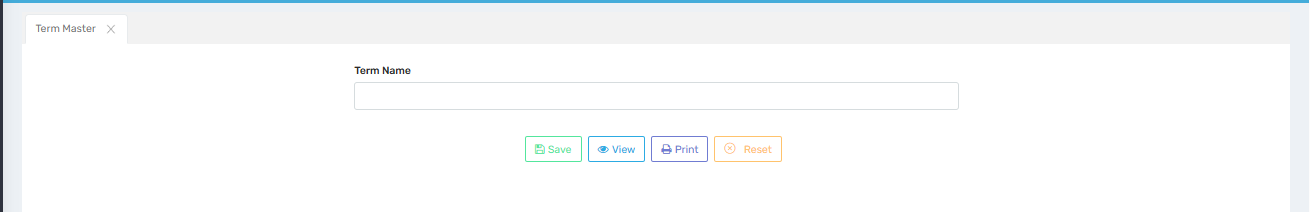 Term Master
Term Name
Save View Print Reset